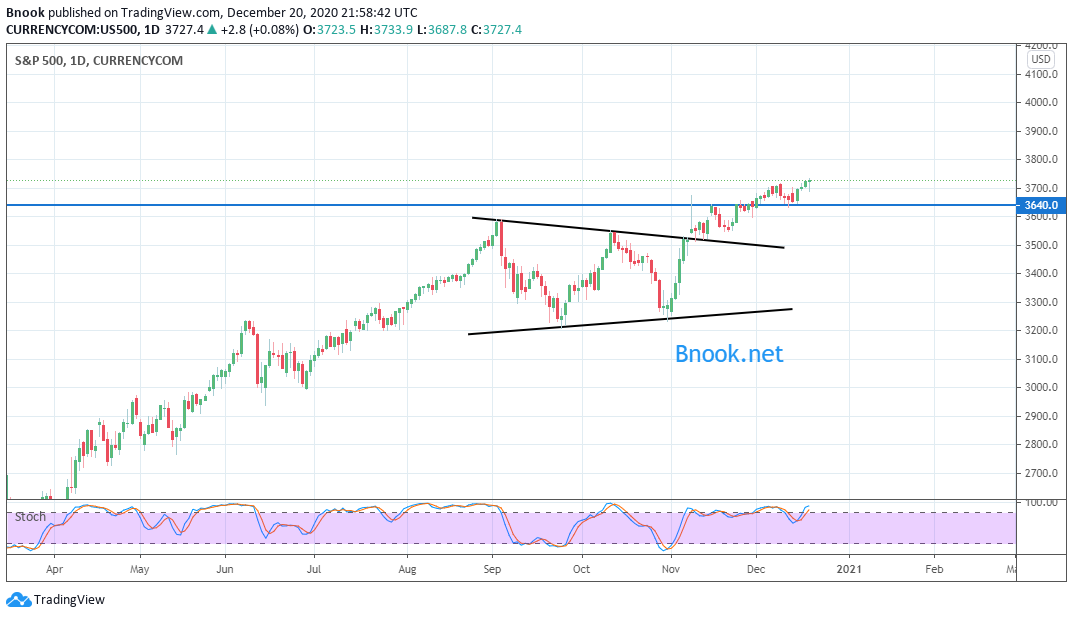 Bnook published on TradingView.com, December 20, 2020 21:58:42 UTC
CURRENCYCOM:US500, 1D 3727.4 ▲ +2.8 (+0.08%) O:3723.5 H:3733.9 L:3687.8 C:3727.4
S&P 500, 1D, CURRENCYCOM
4200.0
USD
4100.0
4000.0
3900.0
3800.0
3700.0
3640.0
3600.0
3500.0
3400.0
3300.0
3200.0
3100.0
3000.0
2900.0
2800.0
2700.0
Bnook.net
Stoch
100.00
Apr May Jun Jul Aug Sep Oct Nov Dec 2021 Feb
TradingView